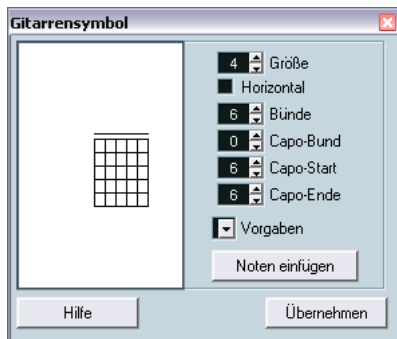 Gitarrensymbol
4 Größe
Horizontal
6 Bünde
0 Capo-Bund
6 Capo-Start
6 Capo-Ende
Vorgaben
Noten einfügen
Hilfe Übernehmen